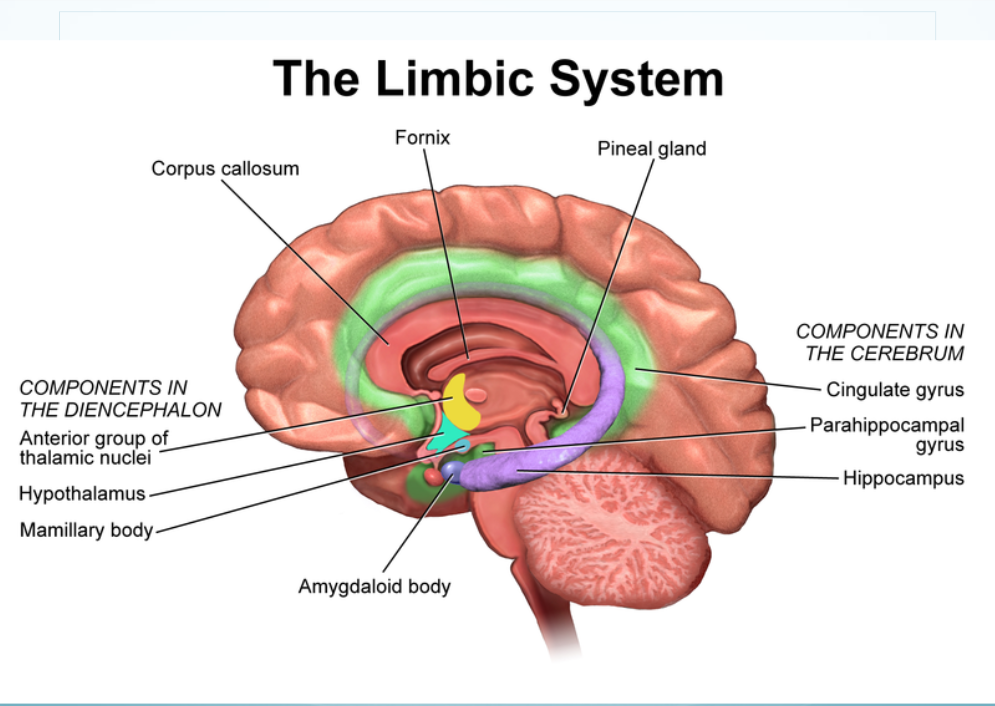 The Limbic System
Fornix
Pineal gland
Corpus callosum
COMPONENTS IN
THE CEREBRUM
Cingulate gyrus
Parahippocampal
gyrus
Hippocampus
COMPONENTS IN
THE DIENCEPHALON
Anterior group of
thalamic nuclei
Hypothalamus
Mamillary body
Amygdaloid body